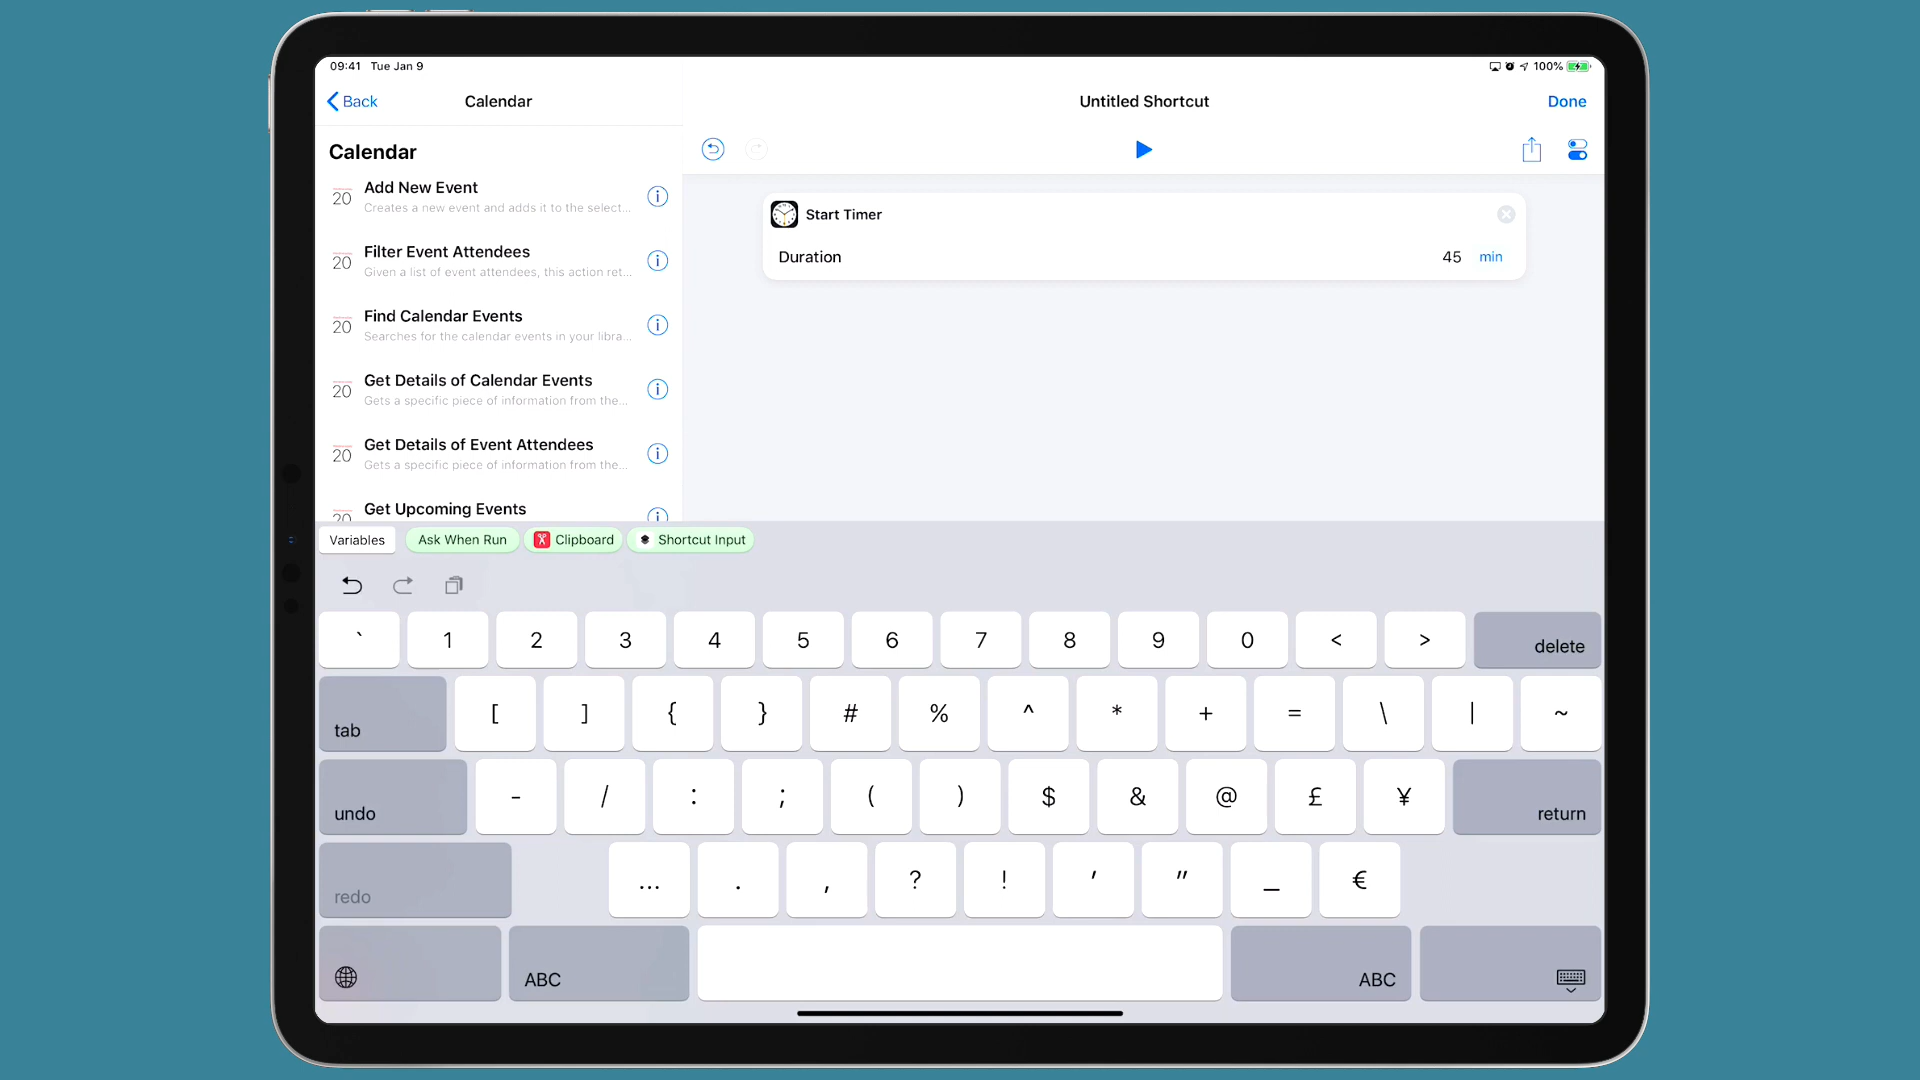 09:41 Tue Jan 9
100%
Back
Calendar
Untitled Shortcut
Done
Calendar
20
Add New Event
Creates a new event and adds it to the select...
20
Filter Event Attendees
Given a list of event attendees, this action ret...
20
Find Calendar Events
Searches for the calendar events in your libra...
20
Get Details of Calendar Events
Gets a specific piece of information from the...
20
Get Details of Event Attendees
Gets a specific piece of information from the...
20
Get Upcoming Events
Start Timer
Duration 45 min
Variables Ask When Run Clipboard Shortcut Input
` 1 2 3 4 5 6 7 8 9 0 < > delete
tab [ ] { } # % ^ * + = \ | ~
undo - / : ; ( ) $ & @ £ ¥ return
redo ... . , ? ! ' " _ €
ABC ABC